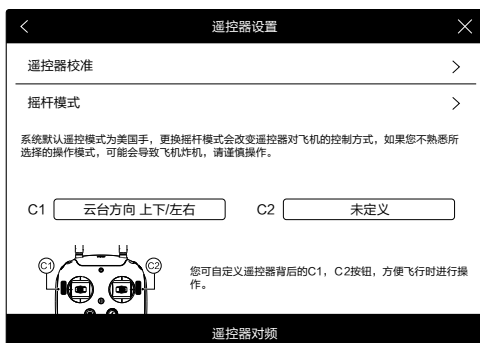 遥控器设置
遥控器校准
摇杆模式
系统默认遥控模式为美国手，更换摇杆模式会改变遥控器对飞机的控制方式，如果您不熟悉所
选择的操作模式，可能会导致飞机炸机，请谨慎操作。
C1 云台方向 上下/左右 C2 未定义
C1 C2
您可自定义遥控器背后的C1，C2按钮，方便飞行时进行操
作。
遥控器对频